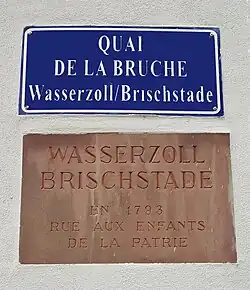 QUAI
DE LA BRUCHE
Wasserzoll/Brischstade
WASSERZOLL
BRISCHSTADE
EN 1793
RUE AUX ENFANTS
DE LA PATRIE